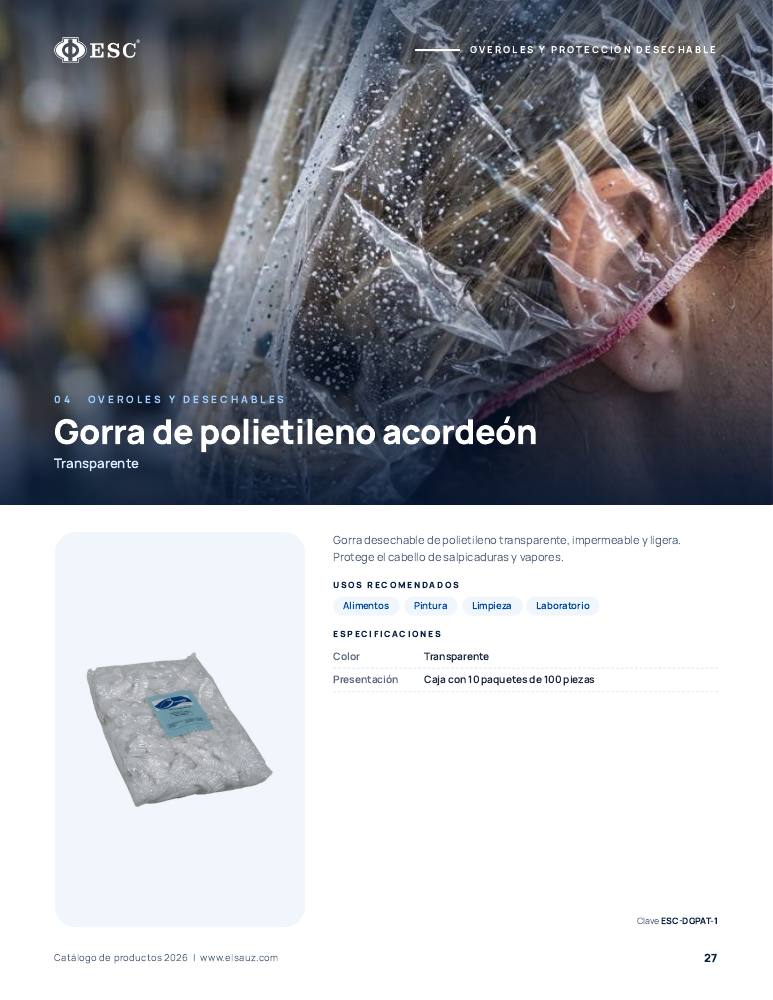 ESC
OVEROLES Y PROTECCIÓN DESECHABLE
04 OVEROLES Y DESECHABLES
Gorra de polietileno acordeón
Transparente
Gorra desechable de polietileno transparente, impermeable y ligera.
Protege el cabello de salpicaduras y vapores.
USOS RECOMENDADOS
Alimentos Pintura Limpieza Laboratorio
ESPECIFICACIONES
Color Transparente
Presentación Caja con 10 paquetes de 100 piezas
Clave ESC-DGPAT-1
Catálogo de productos 2026 | www.elsauz.com
27